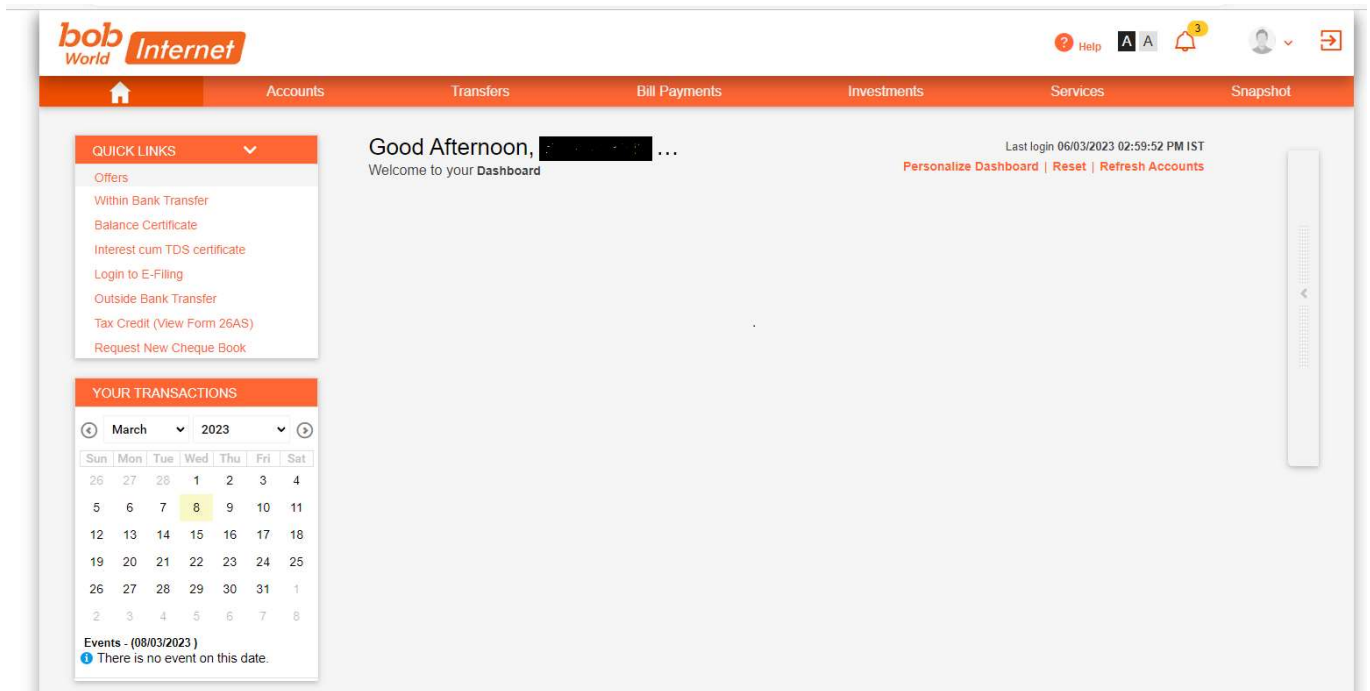 bob
World Internet
Help A A 3
Accounts Transfers Bill Payments Investments Services Snapshot
QUICK LINKS
Offers
Within Bank Transfer
Balance Certificate
Interest cum TDS certificate
Login to E-Filing
Outside Bank Transfer
Tax Credit (View Form 26AS)
Request New Cheque Book
Good Afternoon, ...
Welcome to your Dashboard
Last login 06/03/2023 02:59:52 PM IST
Personalize Dashboard | Reset | Refresh Accounts
YOUR TRANSACTIONS
March 2023
Sun Mon Tue Wed Thu Fri Sat
26 27 28 1 2 3 4
5 6 7 8 9 10 11
12 13 14 15 16 17 18
19 20 21 22 23 24 25
26 27 28 29 30 31 1
2 3 4 5 6 7 8
Events - (08/03/2023 )
There is no event on this date.